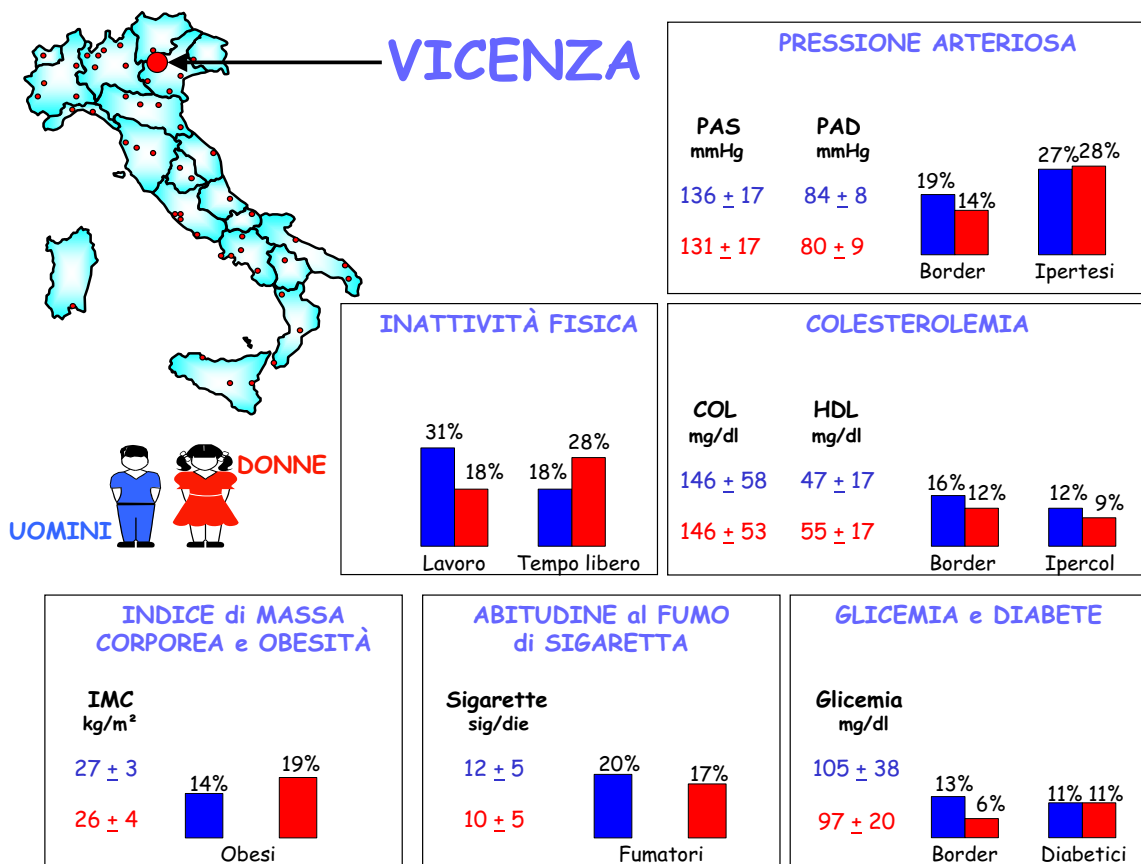 VICENZA
PRESSIONE ARTERIOSA
PAS PAD
mmHg mmHg
136 ± 17 84 ± 8
131 ± 17 80 ± 9
19% 14% 27% 28%
Border Ipertesi
INATTIVITÀ FISICA
31% 18% 18% 28%
Lavoro Tempo libero
COLESTEROLEMIA
COL HDL
mg/dl mg/dl
146 ± 58 47 ± 17
146 ± 53 55 ± 17
16% 12% 12% 9%
Border Ipercol
DONNE
UOMINI
INDICE di MASSA
CORPOREA e OBESITÀ
IMC
kg/m²
27 ± 3
26 ± 4
14% 19%
Obesi
ABITUDINE al FUMO
di SIGARETTA
Sigarette
sig/die
12 ± 5
10 ± 5
20% 17%
Fumatori
GLICEMIA e DIABETE
Glicemia
mg/dl
105 ± 38
97 ± 20
13% 6% 11% 11%
Border Diabetici